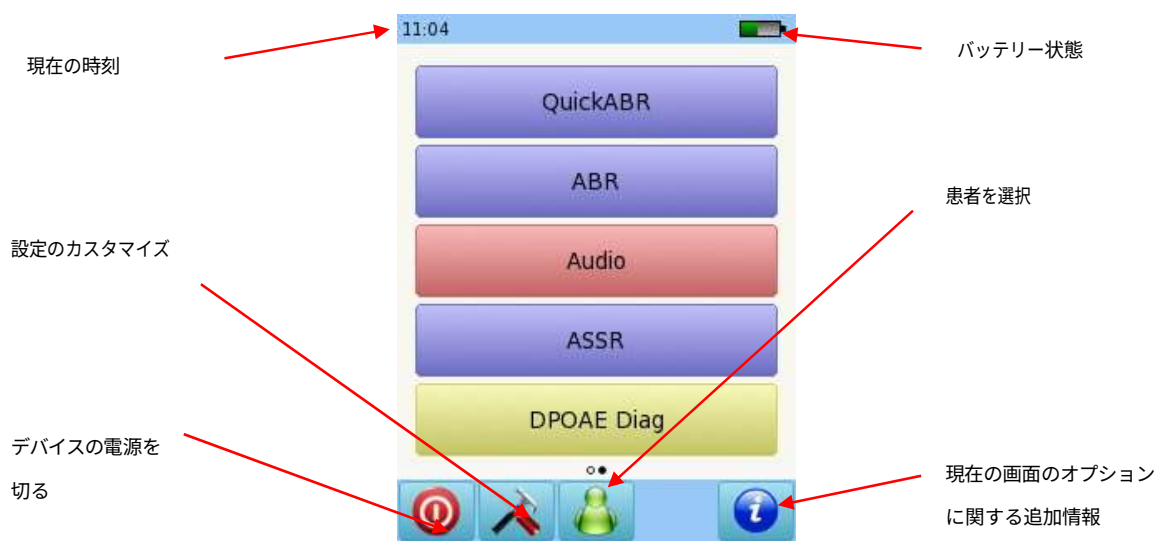 11:04
現在の時刻
バッテリー状態
QuickABR
ABR
患者を選択
設定のカスタマイズ
Audio
ASSR
DPOAE Diag
デバイスの電源を
切る
現在の画面のオプション
に関する追加情報